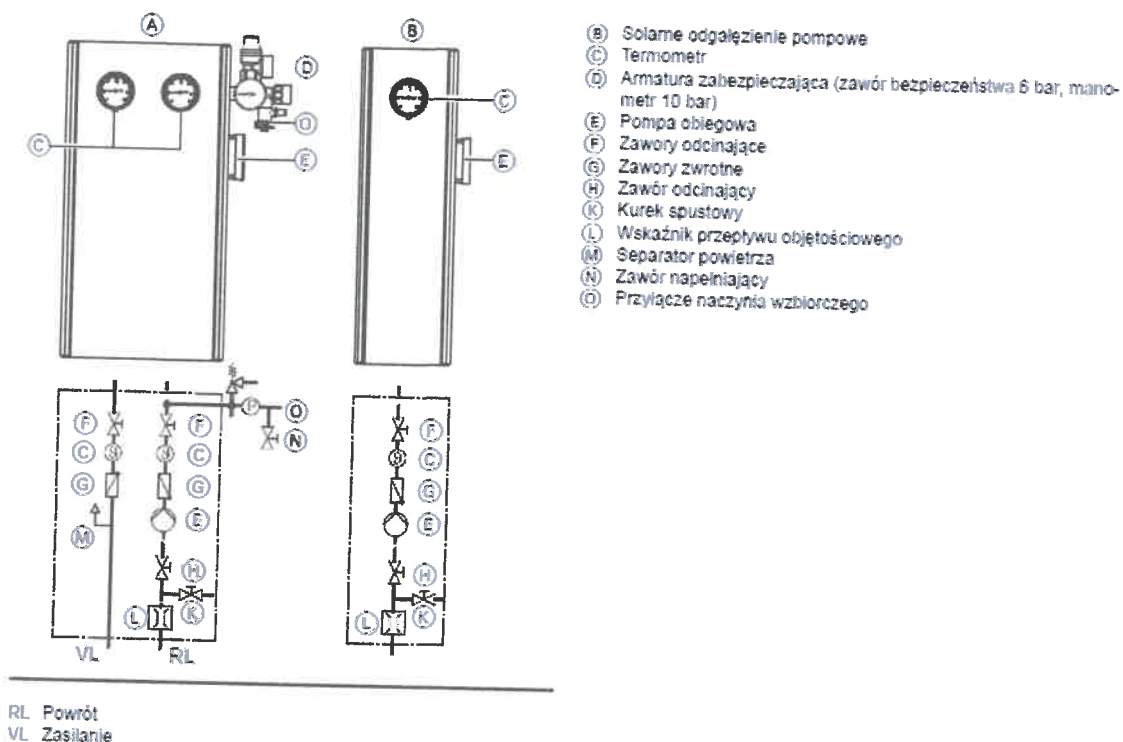 A
B
D
C
O
C
E
E
B Solarne odgałęzienie pompowe
C Termometr
D Armatura zabezpieczająca (zawór bezpieczeństwa 6 bar, mano-
metr 10 bar)
E Pompa obiegowa
F Zawory odcinające
G Zawory zwrotne
H Zawór odcinający
K Kurek spustowy
L Wskaźnik przepływu objętościowego
M Separator powietrza
N Zawór napełniający
O Przyłącze naczynia wzbiorczego
P
O
F
F
N
F
C
C
C
G
G
G
E
E
M
H
H
L
K
L
K
VL
RL
RL Powrót
VL Zasilanie